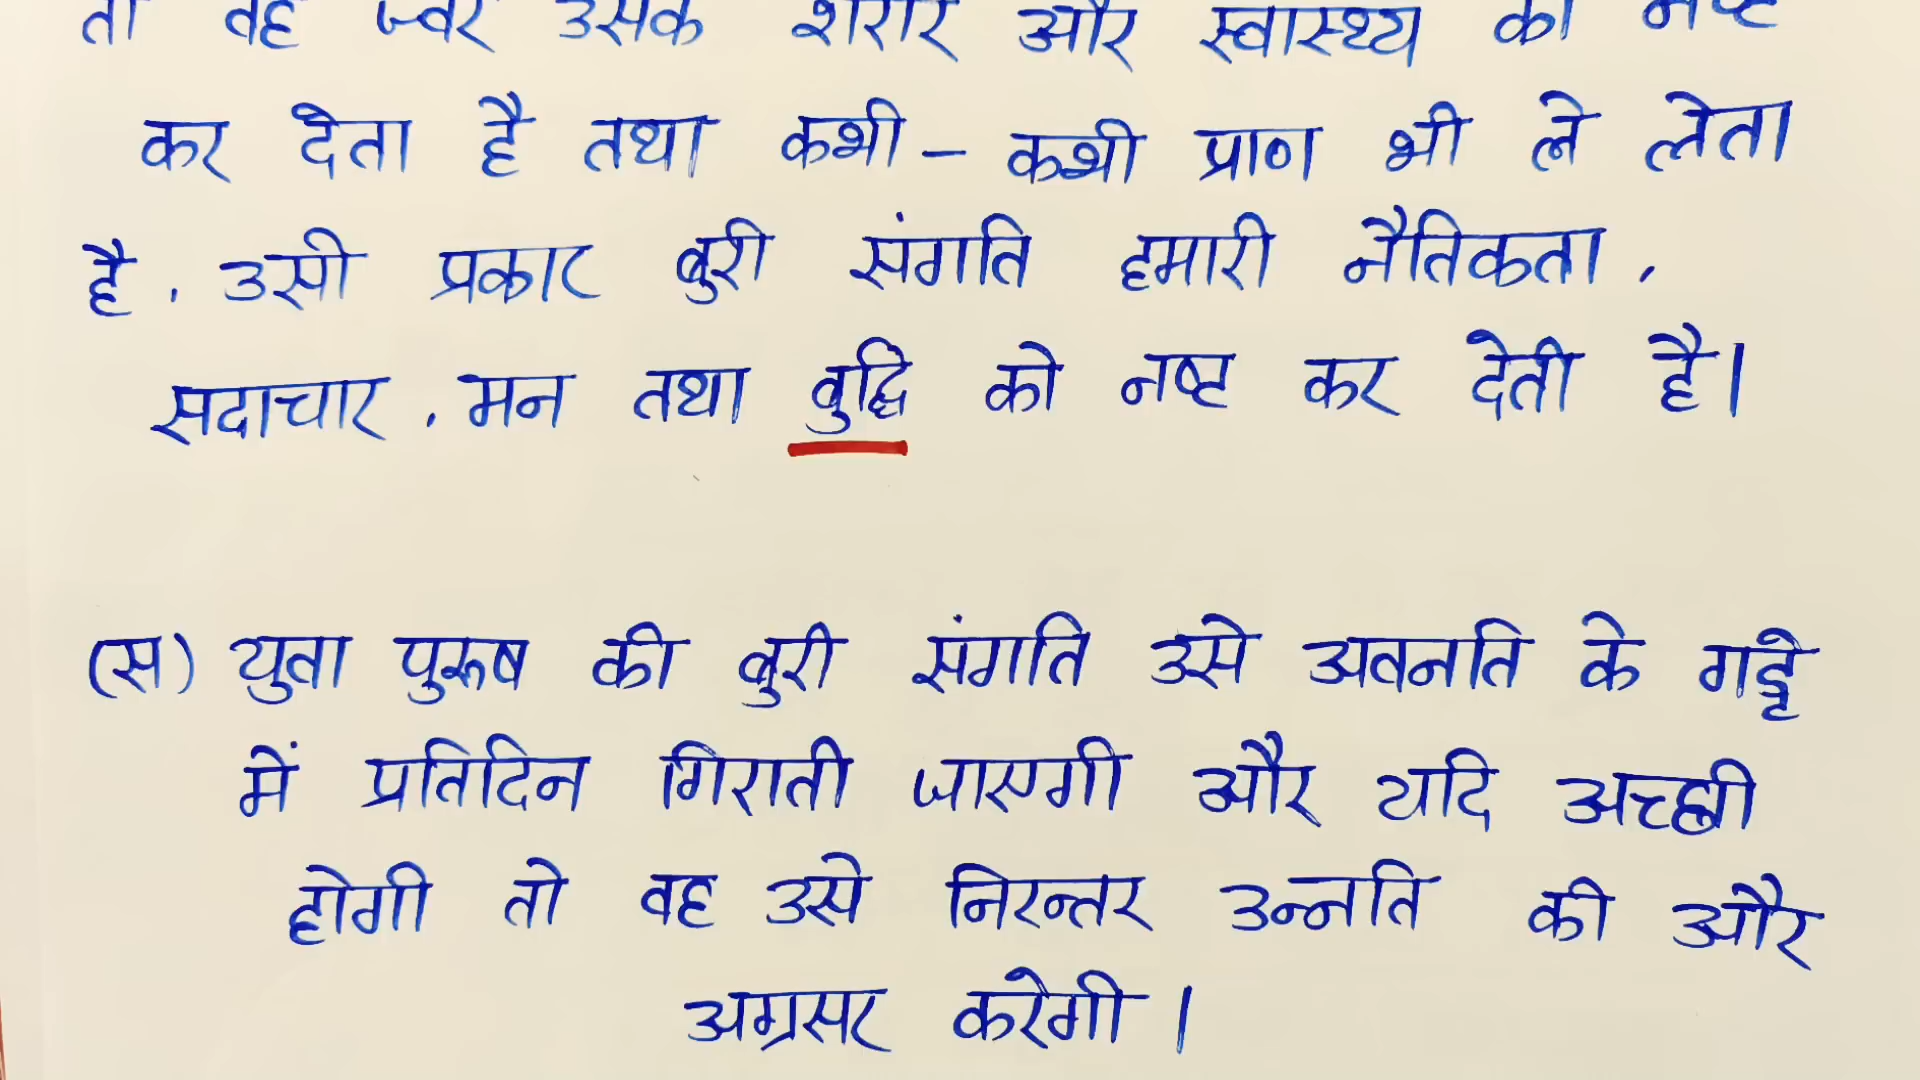 तो वह ज्वर उसके शरीर और स्वास्थ्य को नष्ट
कर देता है तथा कभी – कभी प्राण भी ले लेता
है, उसी प्रकार बुरी संगति हमारी नैतिकता,
सदाचार, मन तथा बुद्धि को नष्ट कर देती है।
(स) युवा पुरूष की बुरी संगति उसे अवनति के गड्ढे
में प्रतिदिन गिराती जाएगी और यदि अच्छी
होगी तो वह उसे निरन्तर उन्नति की और
अग्रसर करेगी।